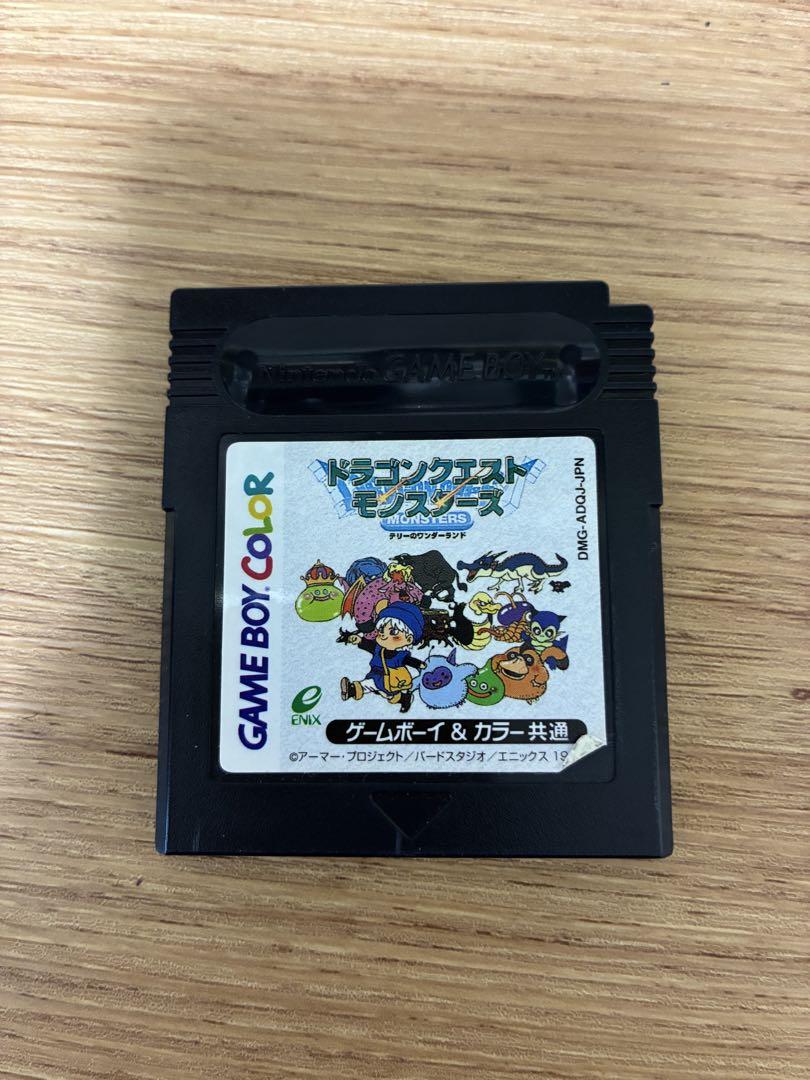 Nintendo GAME BOY™
GAME BOY COLOR
ドラゴンクエスト
モンスターズ
MONSTERS
テリーのワンダーランド
DMG-ADQJ-JPN
ENIX
ゲームボーイ & カラー共通
©アーマー・プロジェクト/バードスタジオ/エニックス 19